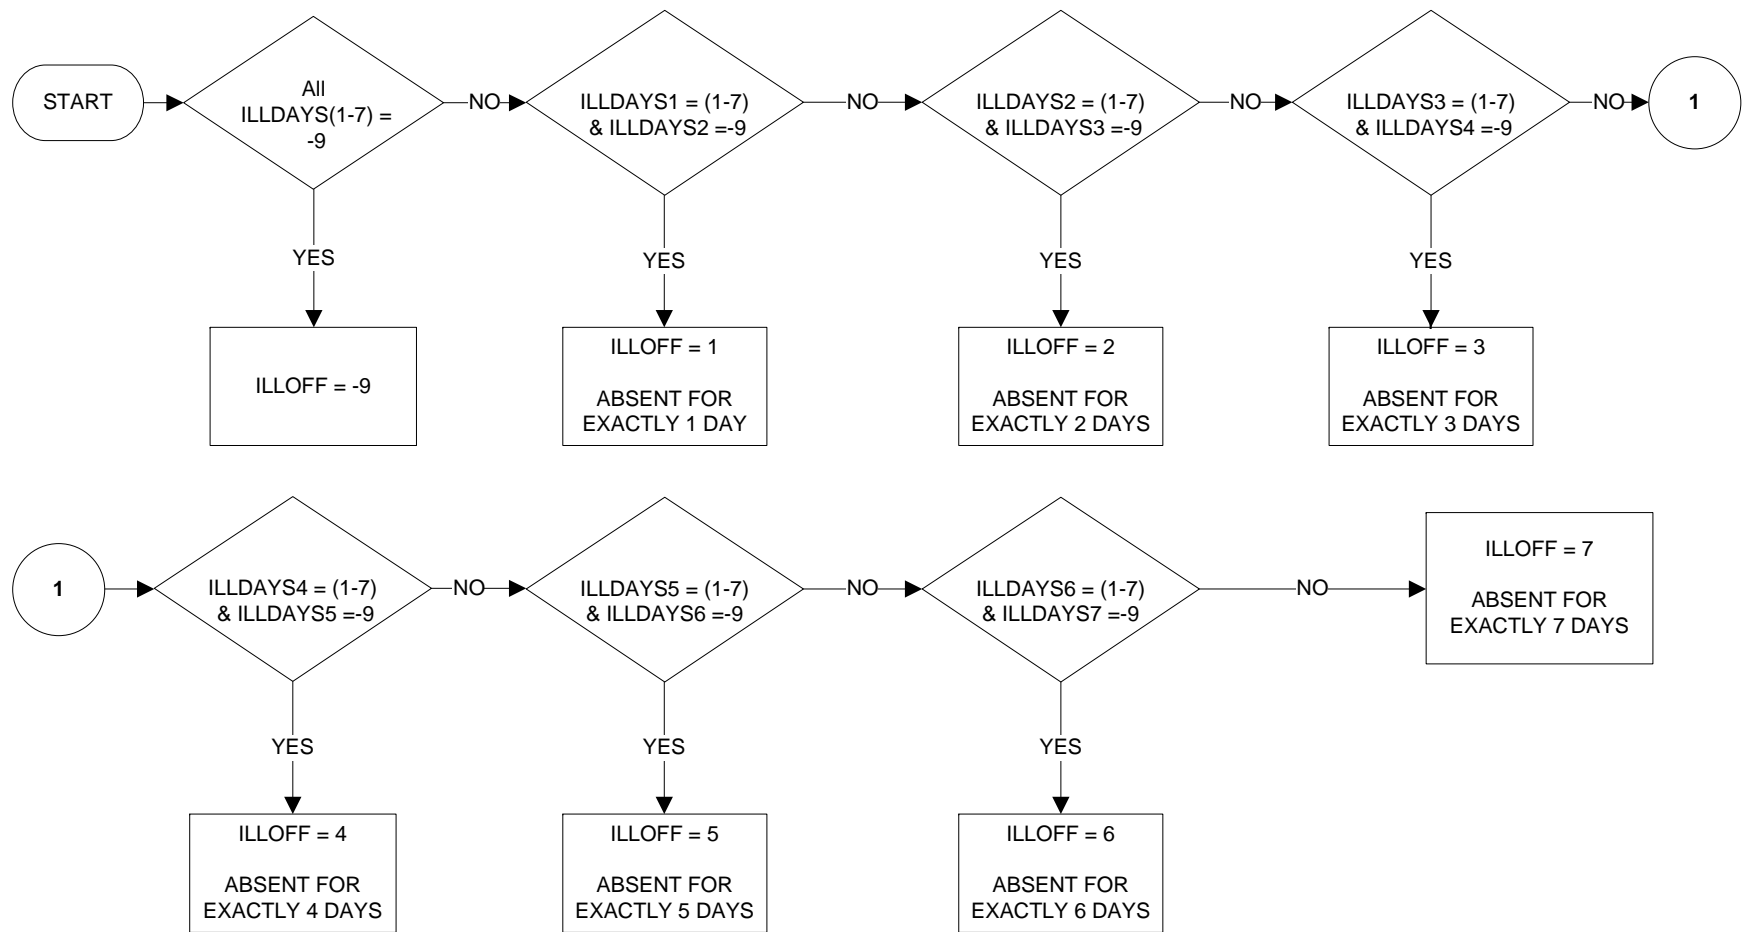 START
All
ILLDAYS(1-7) =
-9
NO
ILLDAYS1 = (1-7)
& ILLDAYS2 =-9
NO
ILLDAYS2 = (1-7)
& ILLDAYS3 =-9
NO
ILLDAYS3 = (1-7)
& ILLDAYS4 =-9
NO
1
YES
YES
YES
YES
ILLOFF = -9
ILLOFF = 1
ABSENT FOR
EXACTLY 1 DAY
ILLOFF = 2
ABSENT FOR
EXACTLY 2 DAYS
ILLOFF = 3
ABSENT FOR
EXACTLY 3 DAYS
1
ILLDAYS4 = (1-7)
& ILLDAYS5 =-9
NO
ILLDAYS5 = (1-7)
& ILLDAYS6 =-9
NO
ILLDAYS6 = (1-7)
& ILLDAYS7 =-9
NO
ILLOFF = 7
ABSENT FOR
EXACTLY 7 DAYS
YES
YES
YES
ILLOFF = 4
ABSENT FOR
EXACTLY 4 DAYS
ILLOFF = 5
ABSENT FOR
EXACTLY 5 DAYS
ILLOFF = 6
ABSENT FOR
EXACTLY 6 DAYS